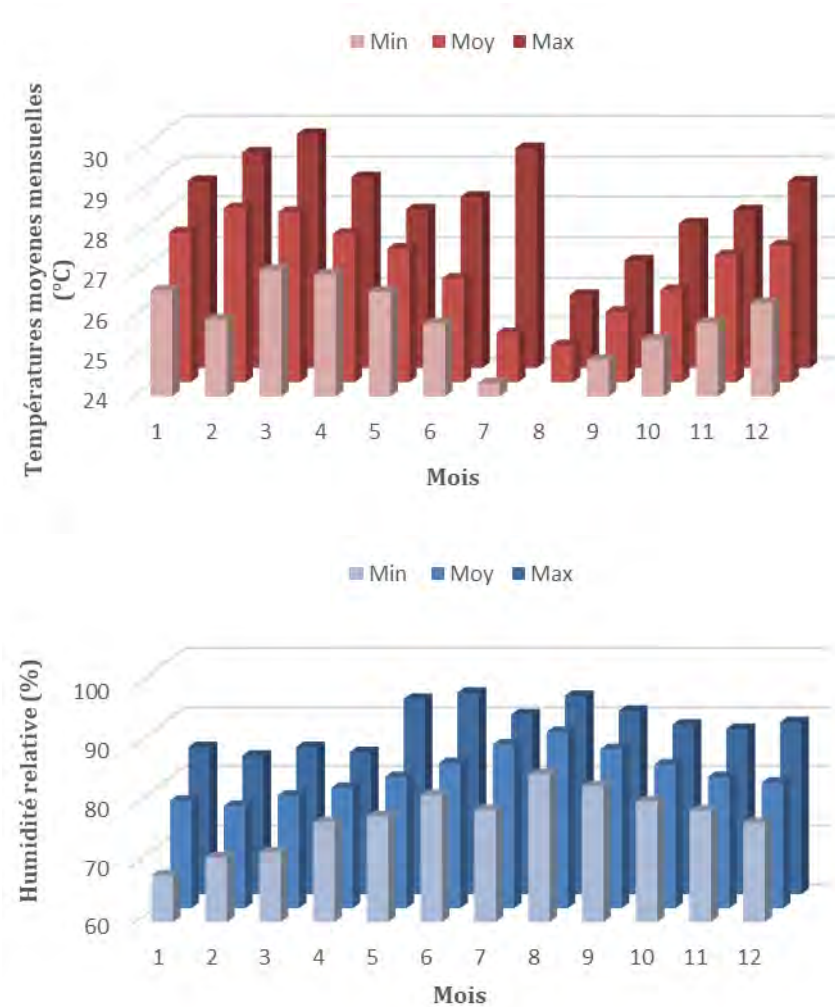 Min Moy Max
Températures moyennes mensuelles
(°C)
30
29
28
27
26
25
24
1 2 3 4 5 6 7 8 9 10 11 12
Mois
Min Moy Max
Humidité relative (%)
100
90
80
70
60
1 2 3 4 5 6 7 8 9 10 11 12
Mois